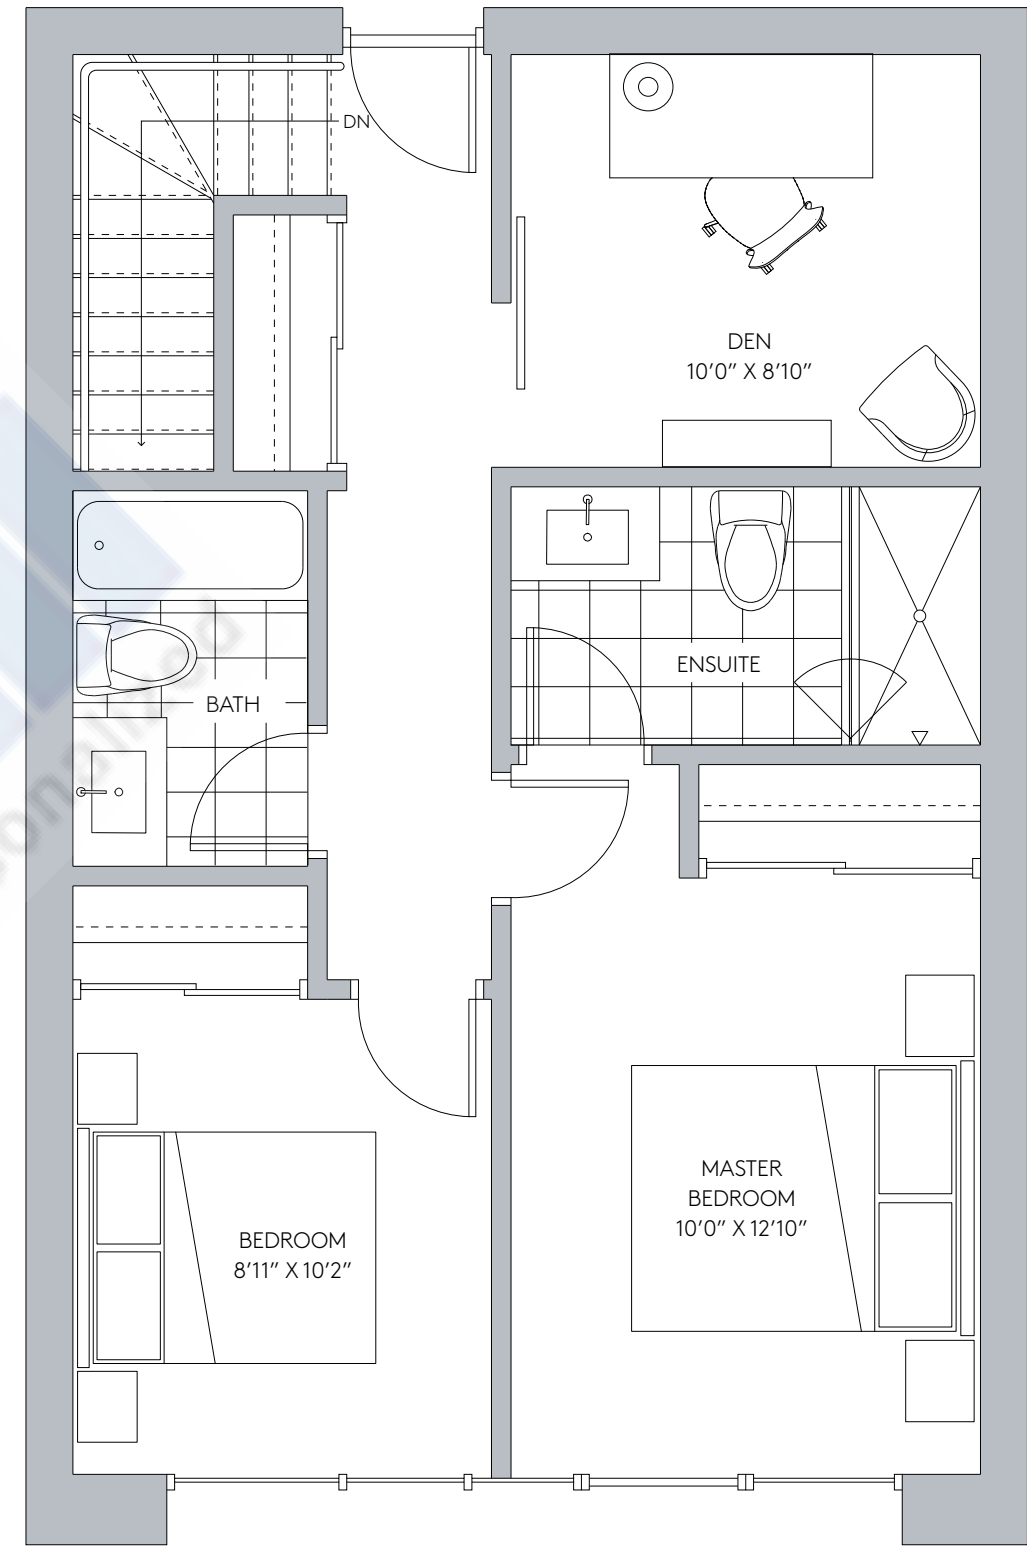 DN
DEN
10'0" X 8'10"
ENSUITE
BATH
MASTER
BEDROOM
10'0" X 12'10"
BEDROOM
8'11" X 10'2"